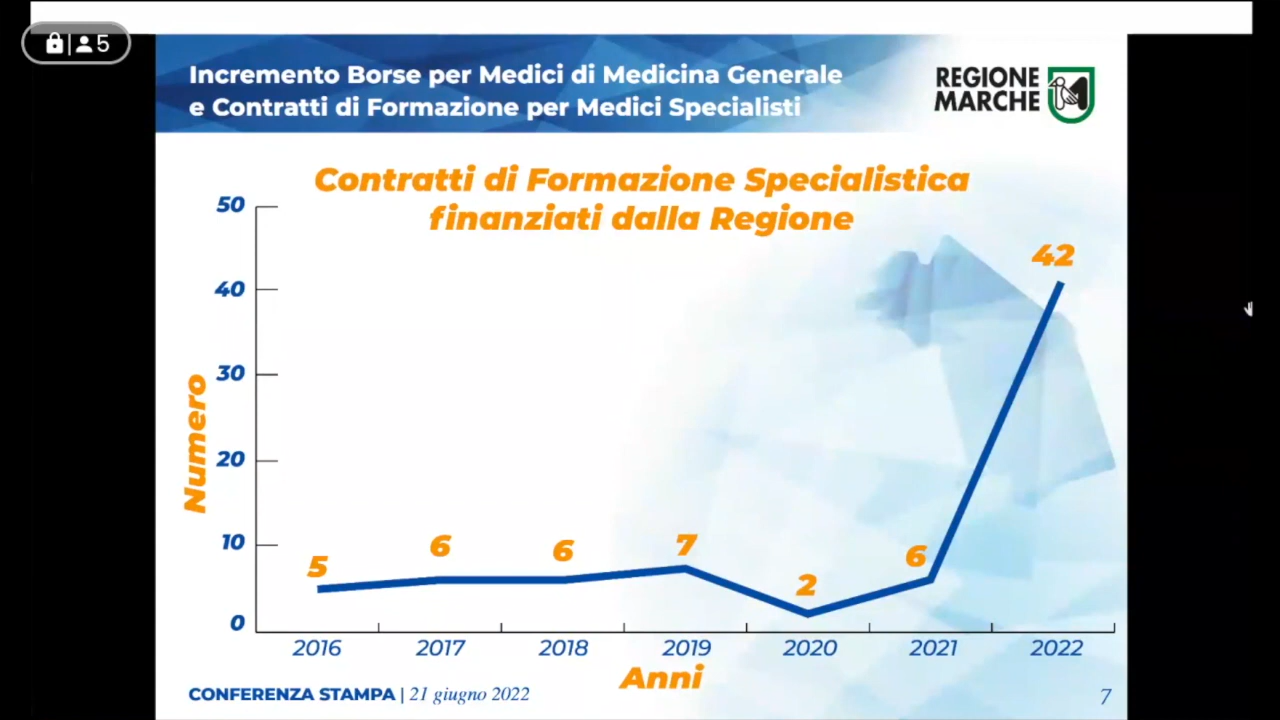 5
Incremento Borse per Medici di Medicina Generale
e Contratti di Formazione per Medici Specialisti
REGIONE
MARCHE
Contratti di Formazione Specialistica
finanziati dalla Regione
Numero
50
40
30
20
10
0
5
6
6
7
2
6
42
2016
2017
2018
2019
2020
2021
2022
Anni
CONFERENZA STAMPA | 21 giugno 2022
7